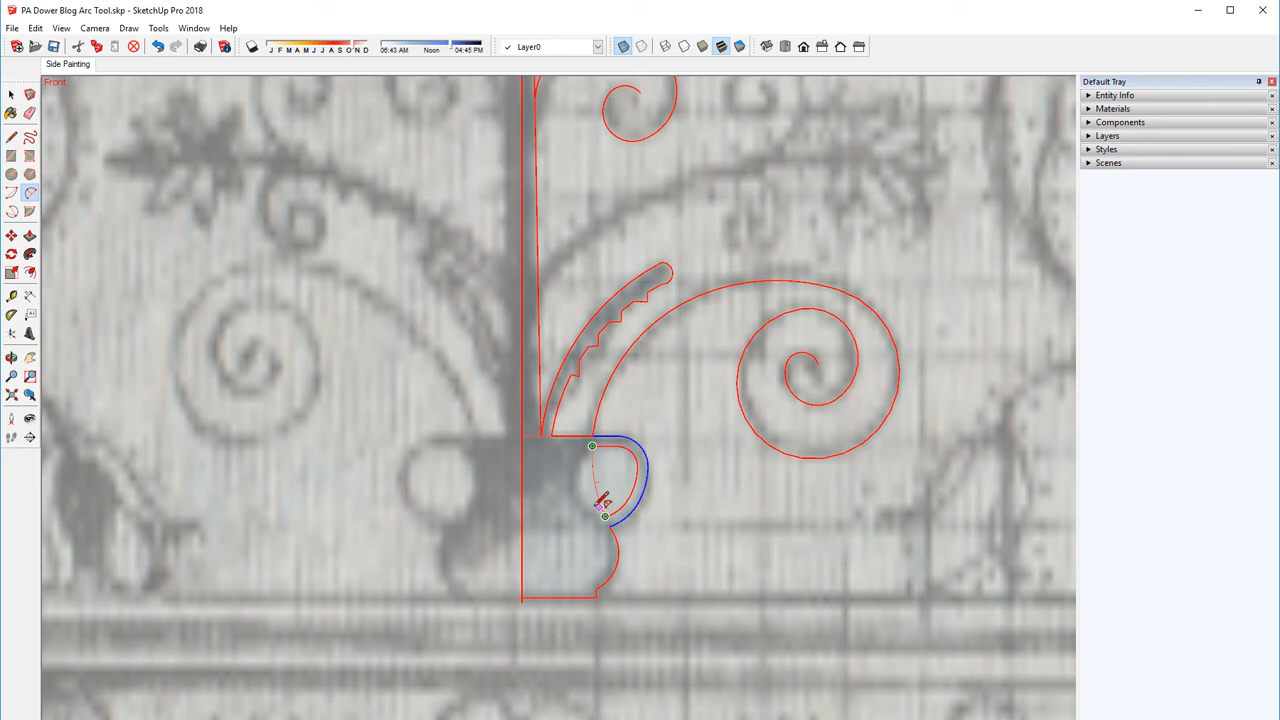 PA Dower Blog Arc Tool.skp - SketchUp Pro 2018
File Edit View Camera Draw Tools Window Help
J F M A M J J A S O N D 06:43 AM Noon 04:45 PM Layer0
Side Painting
Front
Default Tray
Entity Info
Materials
Components
Layers
Styles
Scenes